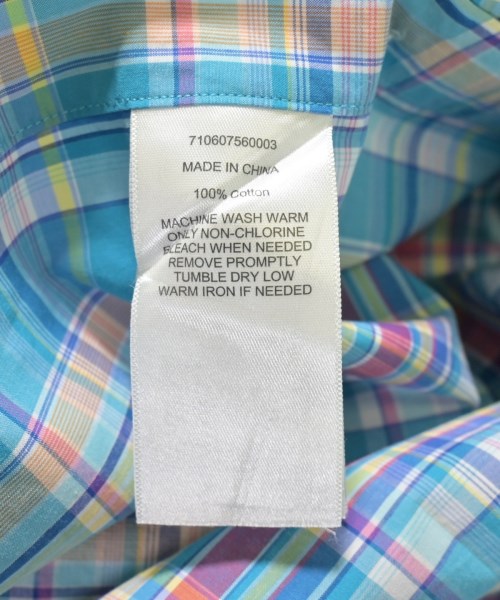 710607560003
MADE IN CHINA
100% Cotton
MACHINE WASH WARM
ONLY NON-CHLORINE
BLEACH WHEN NEEDED
REMOVE PROMPTLY
TUMBLE DRY LOW
WARM IRON IF NEEDED